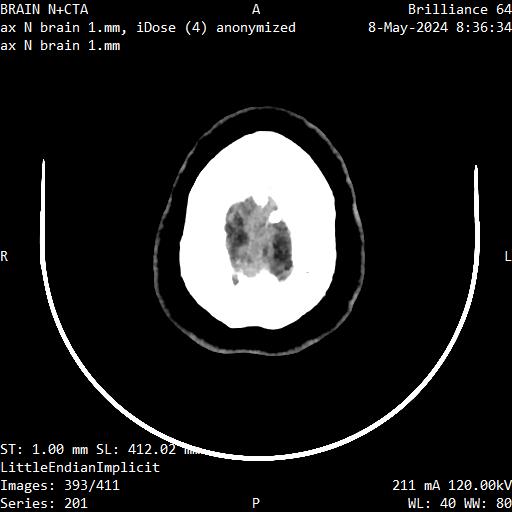 BRAIN N+CTA
ax N brain 1.mm, iDose (4) anonymized
ax N brain 1.mm
A
Brilliance 64
8-May-2024 8:36:34
R
L
ST: 1.00 mm SL: 412.02 mm
LittleEndianImplicit
Images: 393/411
Series: 201
P
211 mA 120.00kV
WL: 40 WW: 80